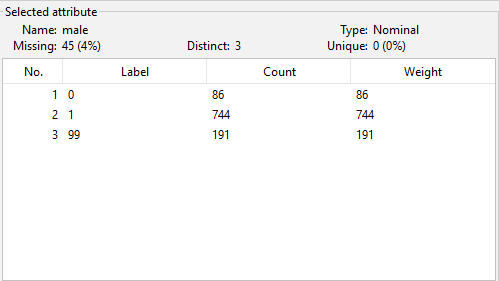 Selected attribute
Name: male Type: Nominal
Missing: 45 (4%) Distinct: 3 Unique: 0 (0%)
No. Label Count Weight
1 0 86 86
2 1 744 744
3 99 191 191